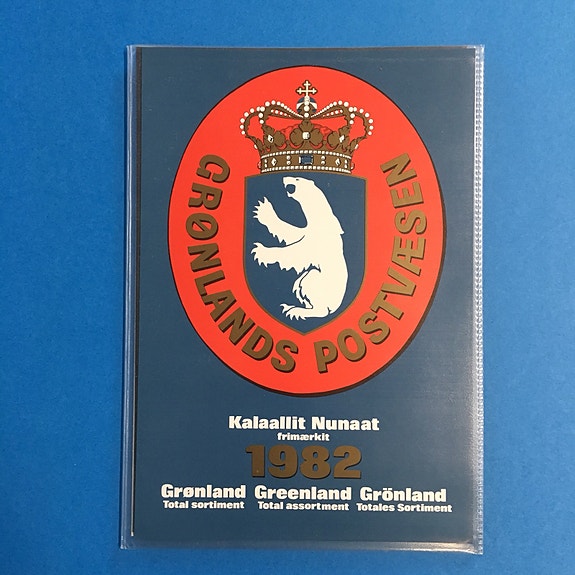 GRØNLANDS POSTVÆSEN
Kalaallit Nunaat
frimærkit
1982
Grønland Greenland Grönland
Total sortiment Total assortment Totales Sortiment